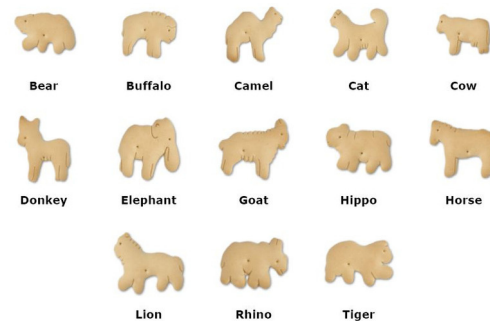 Bear
Buffalo
Camel
Cat
Cow
Donkey
Elephant
Goat
Hippo
Horse
Lion
Rhino
Tiger